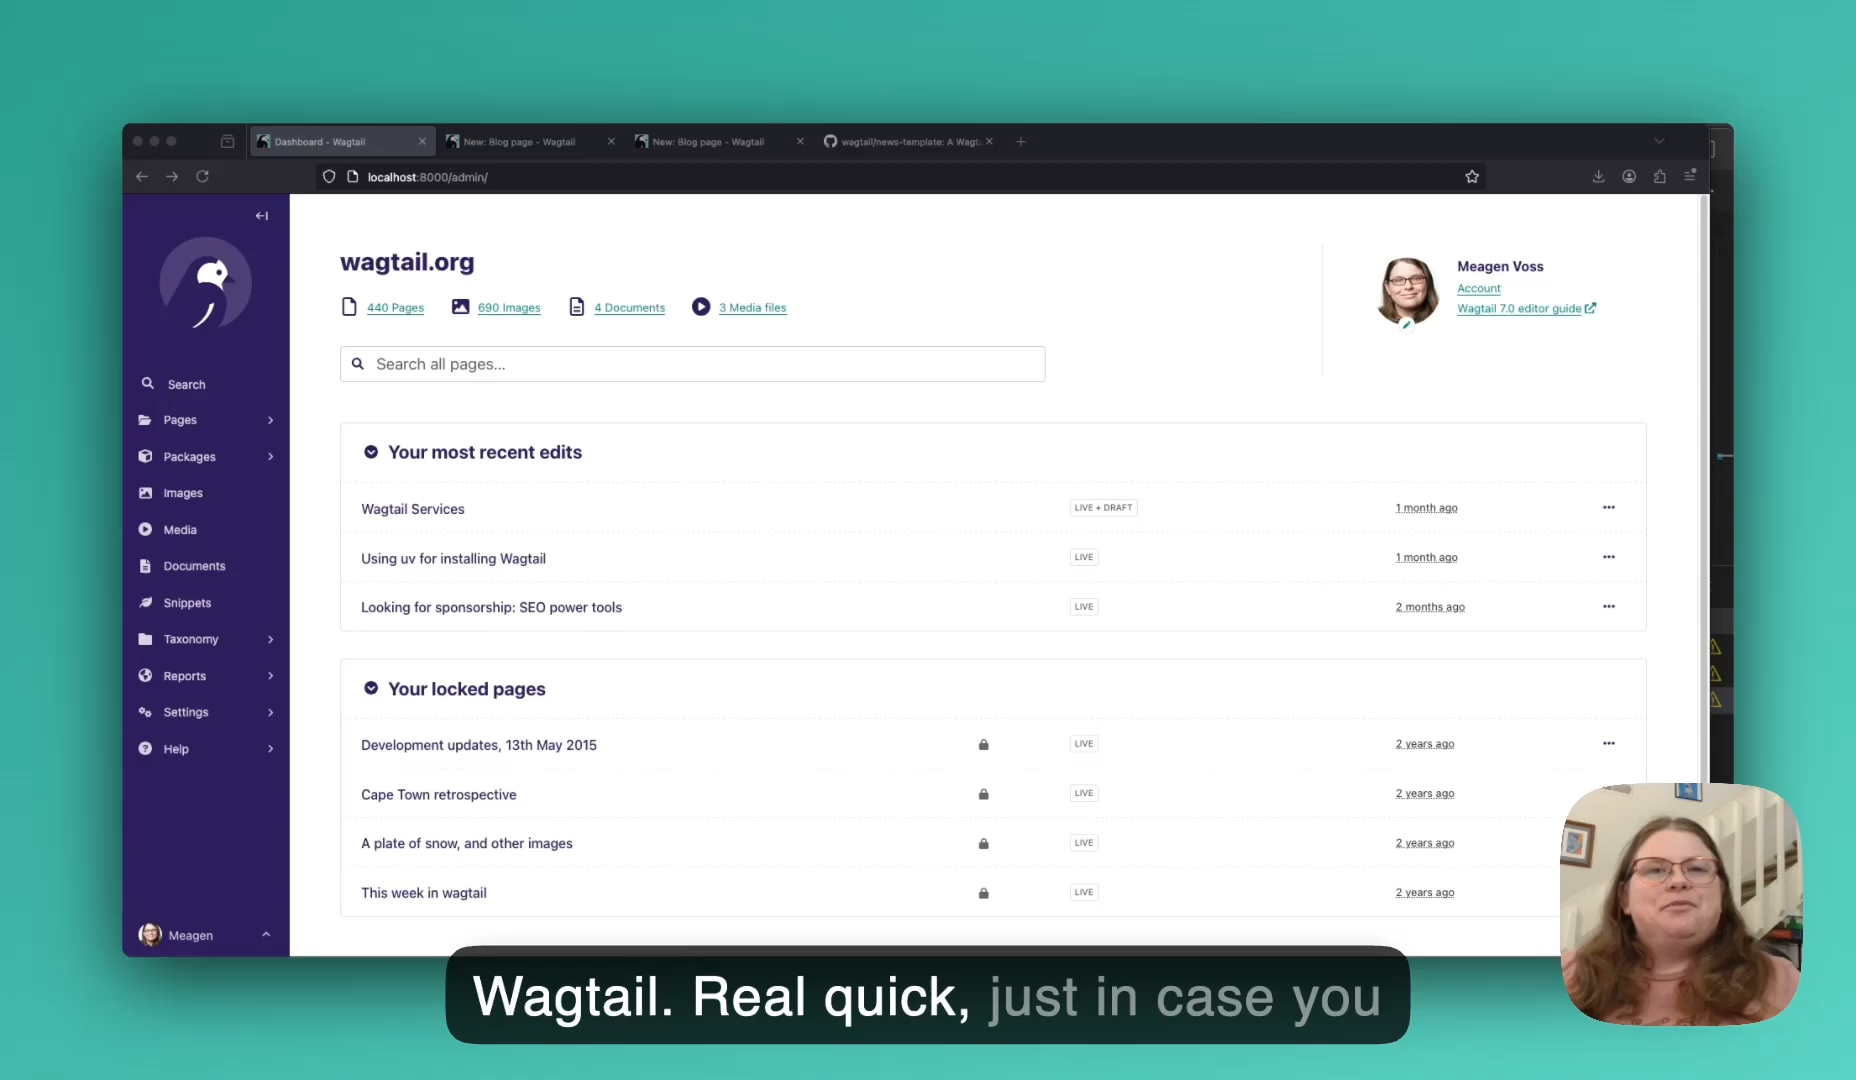 Dashboard - Wagtail
New: Blog page - Wagtail
New: Blog page - Wagtail
wagtail/news-template: A Wagt
localhost:8000/admin/
wagtail.org
440 Pages
690 Images
4 Documents
3 Media files
Meagen Voss
Account
Wagtail 7.0 editor guide
Search all pages...
Search
Pages
Packages
Images
Media
Documents
Snippets
Taxonomy
Reports
Settings
Help
Meagen
Your most recent edits
Wagtail Services LIVE + DRAFT 1 month ago
Using uv for installing Wagtail LIVE 1 month ago
Looking for sponsorship: SEO power tools LIVE 2 months ago
Your locked pages
Development updates, 13th May 2015 LIVE 2 years ago
Cape Town retrospective LIVE 2 years ago
A plate of snow, and other images LIVE 2 years ago
This week in wagtail LIVE 2 years ago
Wagtail. Real quick, just in case you